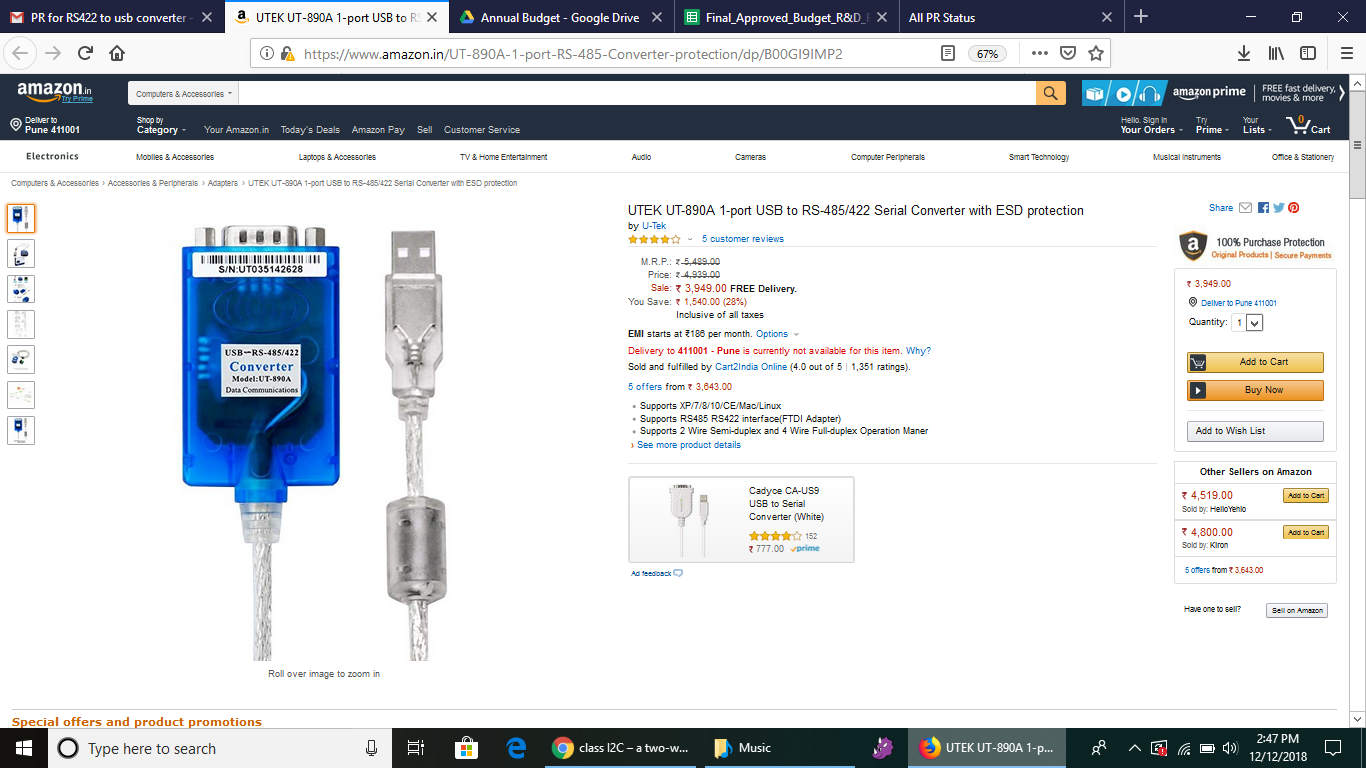 PR for RS422 to usb converter
UTEK UT-890A 1-port USB to RS
Annual Budget - Google Drive
Final_Approved_Budget_R&D_
All PR Status
https://www.amazon.in/UT-890A-1-port-RS-485-Converter-protection/dp/B00GI9IMP2
67%
amazon.in
Try Prime
Computers & Accessories
amazon prime
FREE fast delivery, movies & more
Deliver to
Pune 411001
Shop by
Category
Your Amazon.in Today's Deals Amazon Pay Sell Customer Service
Hello. Sign in
Your Orders
Try
Prime
Your
Lists
0
Cart
Electronics Mobiles & Accessories Laptops & Accessories TV & Home Entertainment Audio Cameras Computer Peripherals Smart Technology Musical Instruments Office & Stationery
Computers & Accessories › Accessories & Peripherals › Adapters › UTEK UT-890A 1-port USB to RS-485/422 Serial Converter with ESD protection
S/N:UT035142628
USB--RS-485/422
Converter
Model:UT-890A
Data Communications
Roll over image to zoom in
UTEK UT-890A 1-port USB to RS-485/422 Serial Converter with ESD protection
by U-Tek
5 customer reviews
M.R.P.: ₹ 5,489.00
Price: ₹ 4,939.00
Sale: ₹ 3,949.00 FREE Delivery.
You Save: ₹ 1,540.00 (28%)
Inclusive of all taxes
EMI starts at ₹186 per month. Options
Delivery to 411001 - Pune is currently not available for this item. Why?
Sold and fulfilled by Cart2India Online (4.0 out of 5 | 1,351 ratings).
5 offers from ₹ 3,643.00
• Supports XP/7/8/10/CE/Mac/Linux
• Supports RS485 RS422 interface(FTDI Adapter)
• Supports 2 Wire Semi-duplex and 4 Wire Full-duplex Operation Maner
› See more product details
Cadyce CA-US9
USB to Serial
Converter (White)
152
₹ 777.00 prime
Ad feedback
Share
100% Purchase Protection
Original Products | Secure Payments
₹ 3,949.00
Deliver to Pune 411001
Quantity: 1
Add to Cart
Buy Now
Add to Wish List
Other Sellers on Amazon
₹ 4,519.00 Add to Cart
Sold by: HelloYehlo
₹ 4,800.00 Add to Cart
Sold by: Kiron
5 offers from ₹ 3,643.00
Have one to sell? Sell on Amazon
Special offers and product promotions
Type here to search
class I2C – a two-w...
Music
UTEK UT-890A 1-p...
2:47 PM
12/12/2018